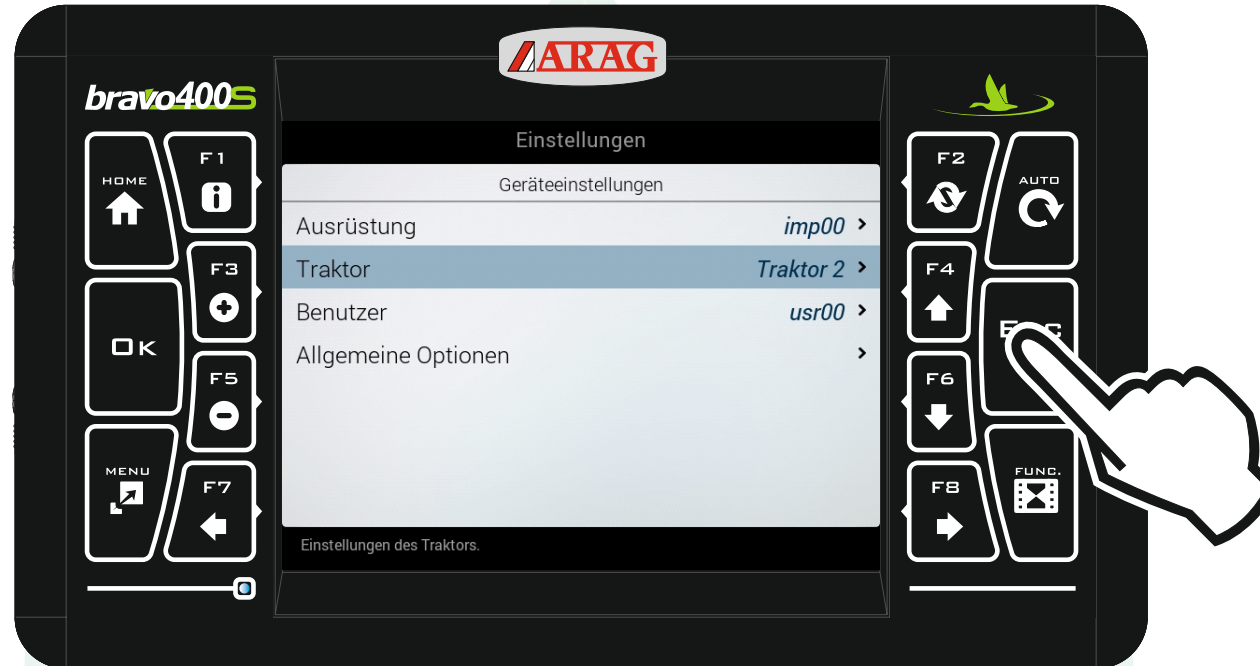 ARAG
bravo400S
Einstellungen
Geräteeinstellungen
Ausrüstung imp00
Traktor Traktor 2
Benutzer usr00
Allgemeine Optionen
Einstellungen des Traktors.
HOME
F1
F3
OK
F5
MENU
F7
F2
AUTO
F4
F6
FUNC.
F8